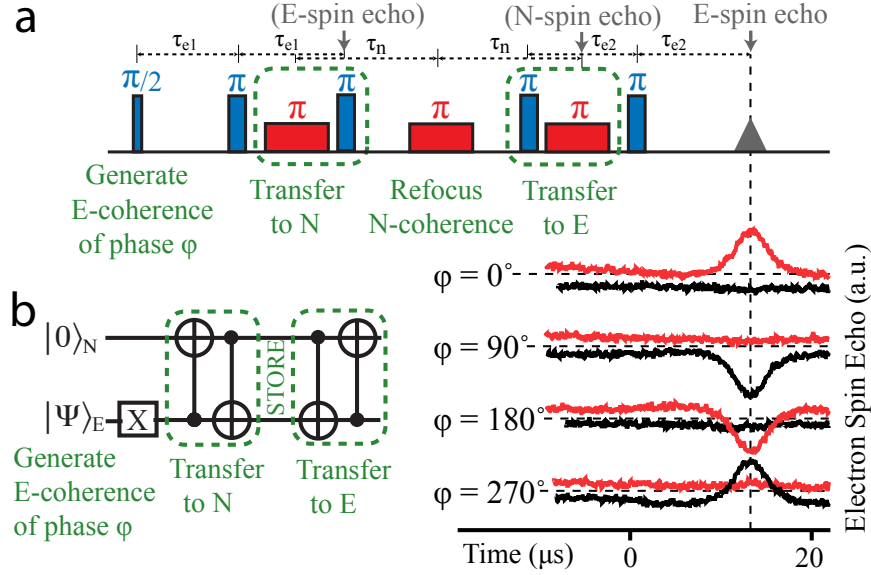 a
(E-spin echo)
(N-spin echo)
E-spin echo
τe1
τe1
τn
τn
τe2
τe2
π/2
π
π
π
π
π
π
π
Generate
E-coherence
of phase φ
Transfer
to N
Refocus
N-coherence
Transfer
to E
b
|0⟩N
|Ψ⟩E
X
STORE
Generate
E-coherence
of phase φ
Transfer
to N
Transfer
to E
φ = 0°
φ = 90°
φ = 180°
φ = 270°
Electron Spin Echo (a.u.)
Time (μs)
0
20